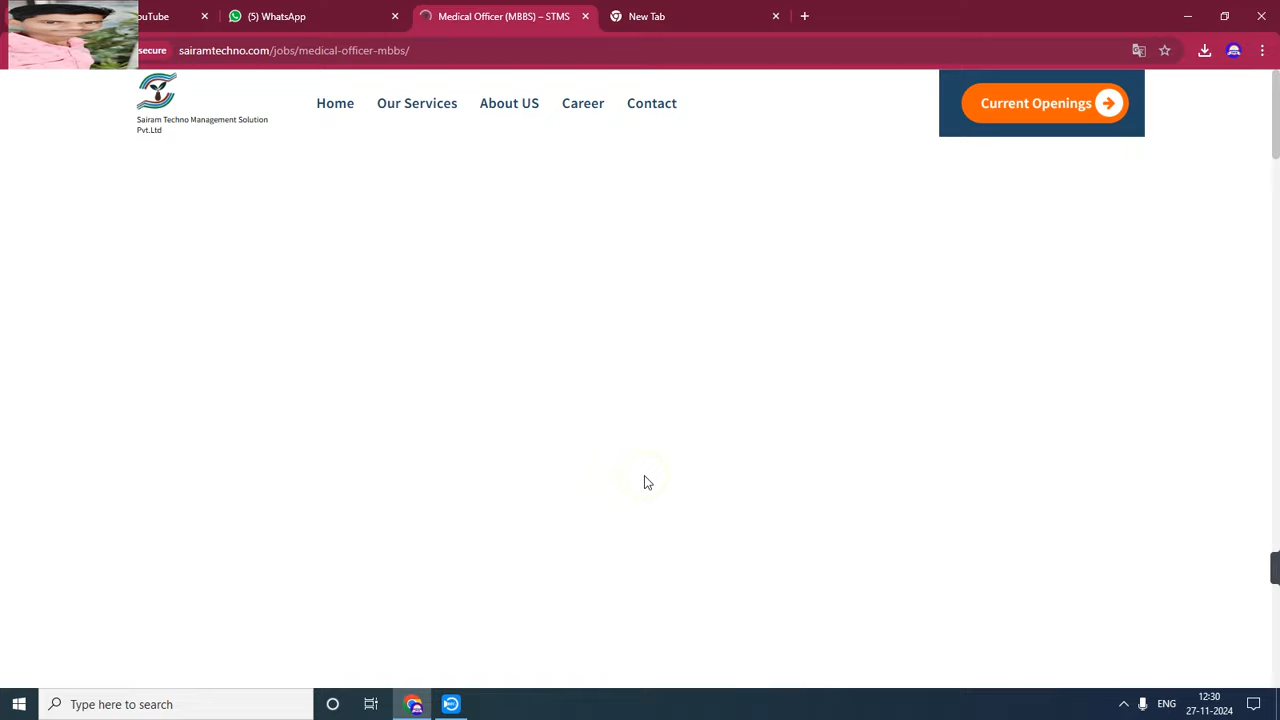 ouTube
(5) WhatsApp
Medical Officer (MBBS) – STMS
New Tab
secure
sairamtechno.com/jobs/medical-officer-mbbs/
Home
Our Services
About US
Career
Contact
Current Openings
Sairam Techno Management Solution
Pvt.Ltd
Type here to search
ENG
12:30
27-11-2024